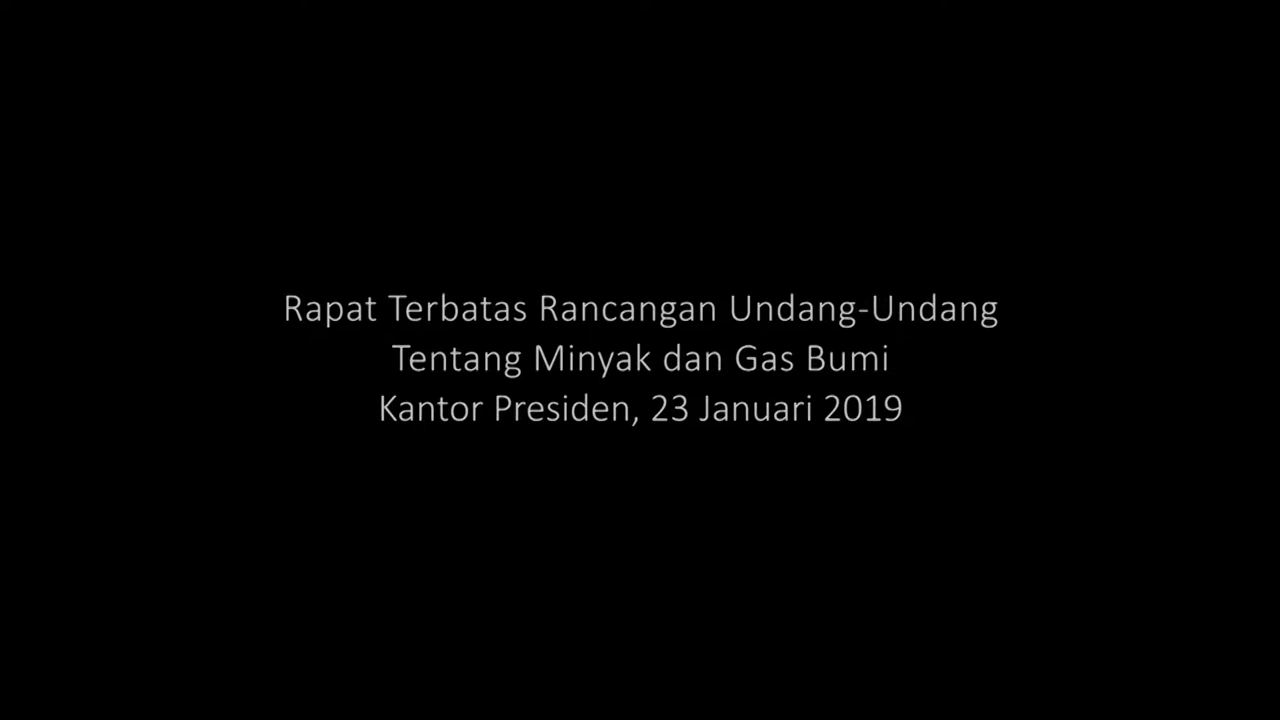 Rapat Terbatas Rancangan Undang-Undang
Tentang Minyak dan Gas Bumi
Kantor Presiden, 23 Januari 2019